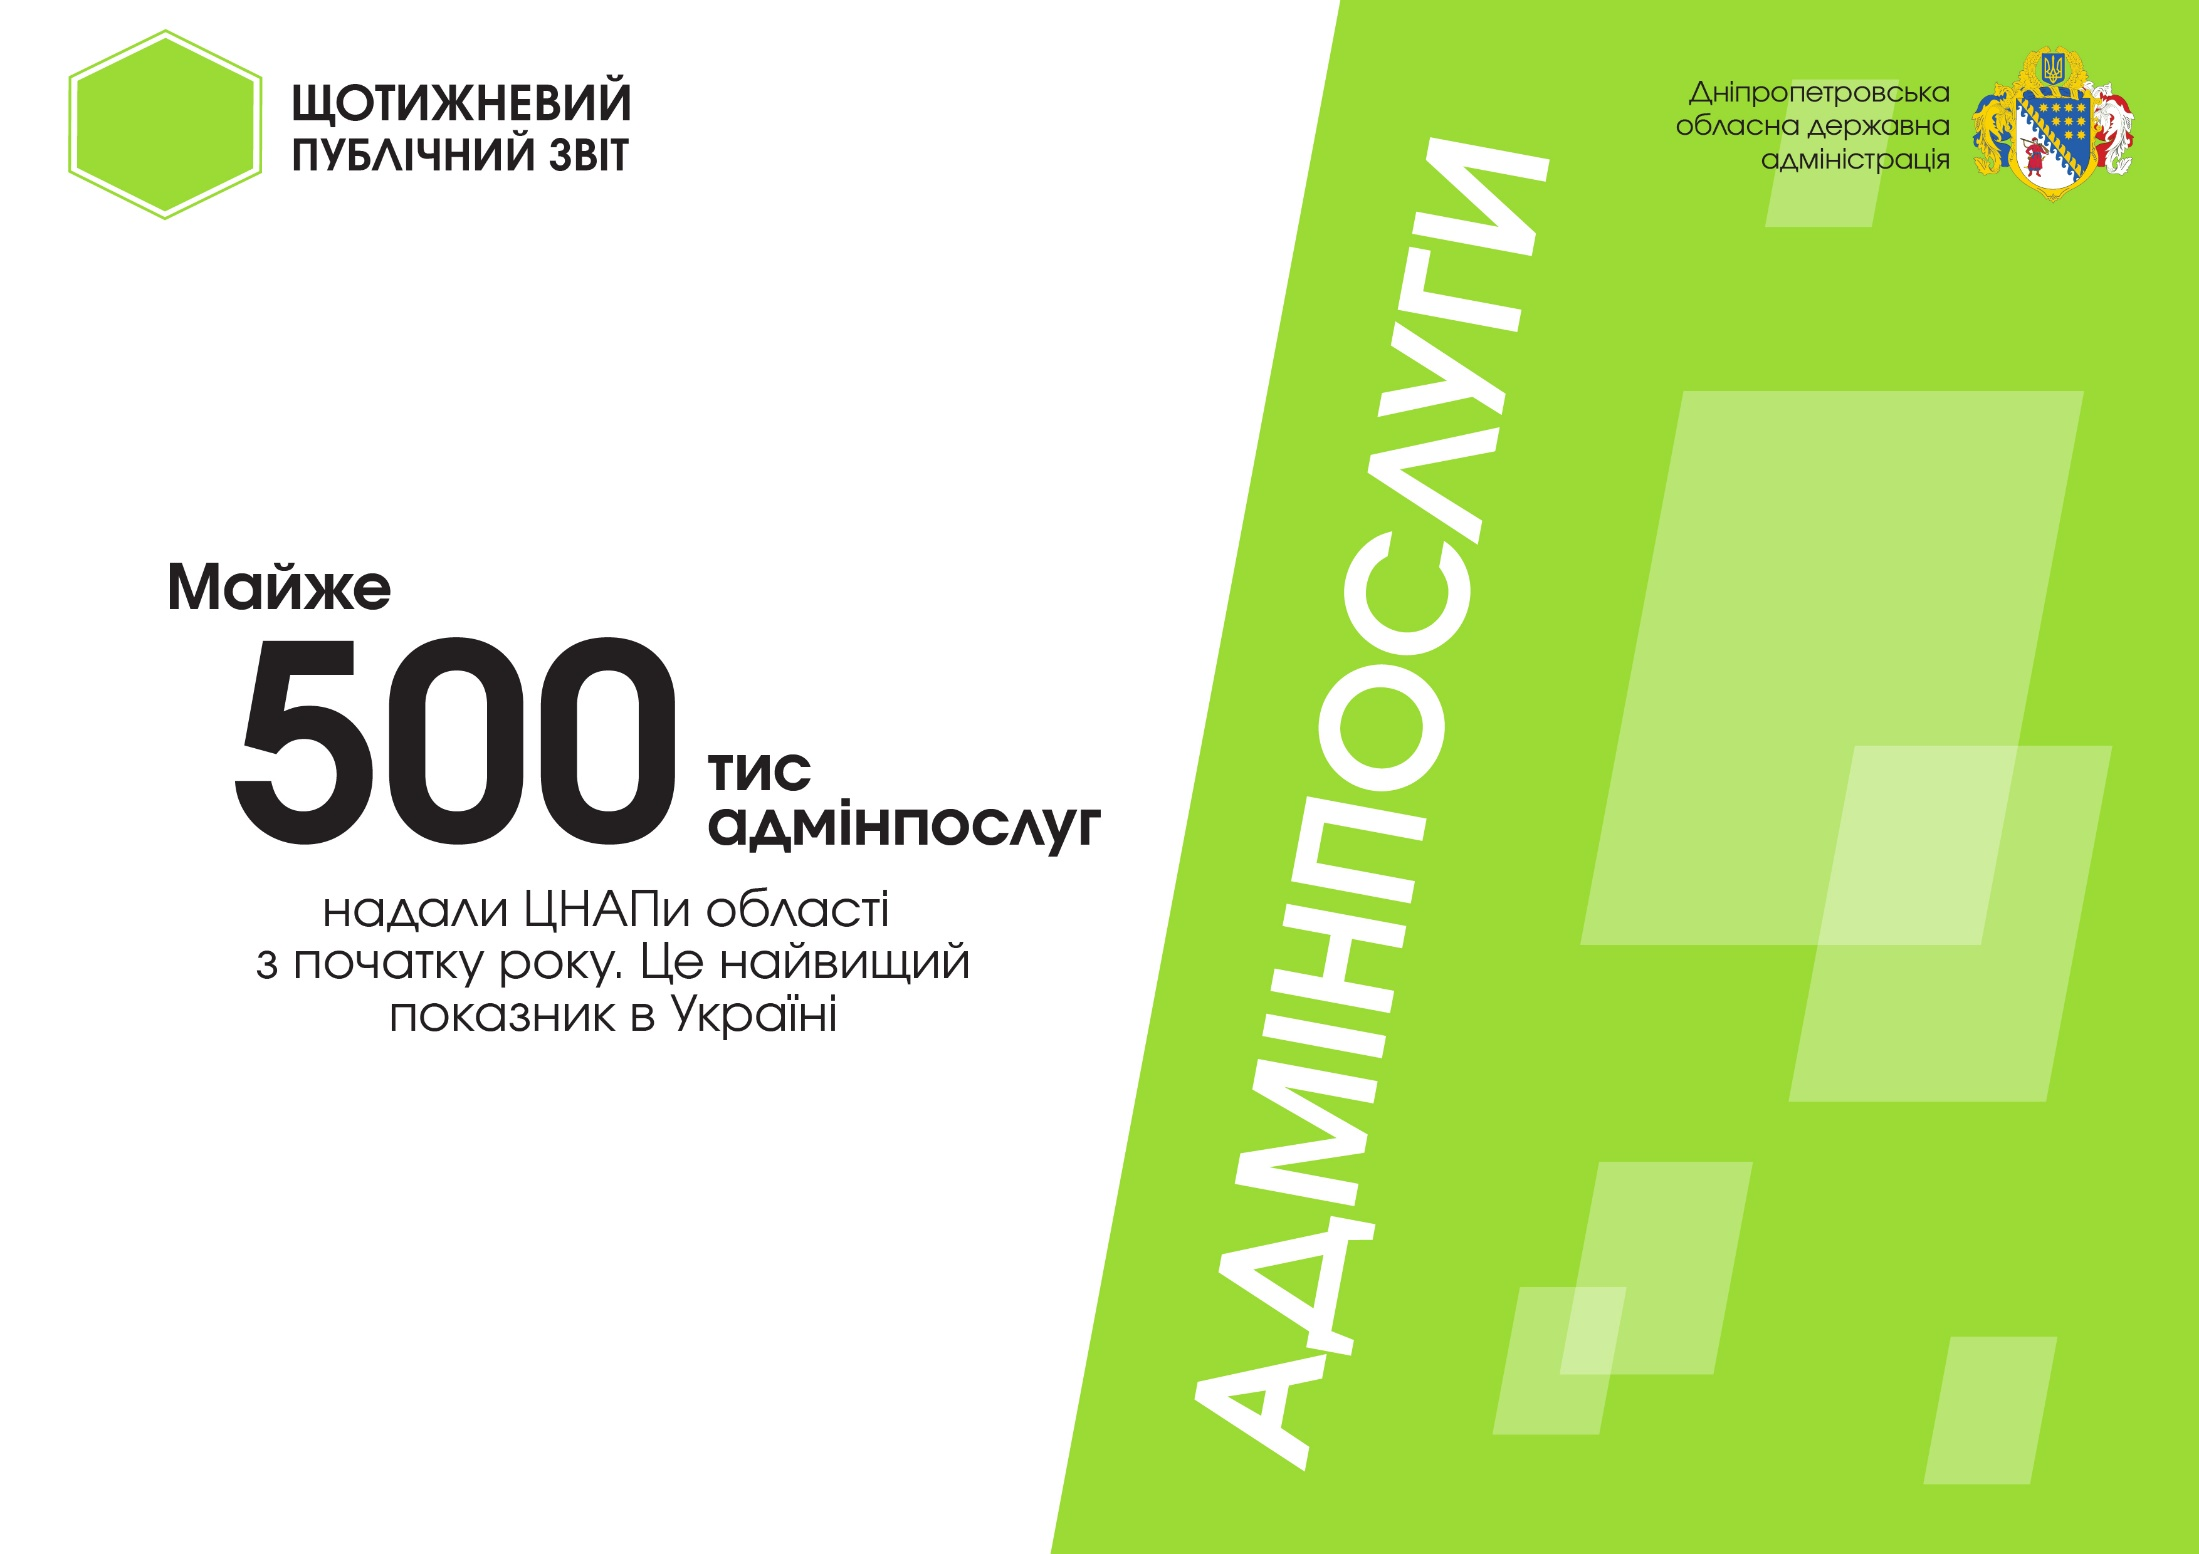 ЩОТИЖНЕВИЙ
ПУБЛІЧНИЙ ЗВІТ
Дніпропетровська
обласна державна
адміністрація
Майже
500 тис
адмінпослуг
надали ЦНАПи області
з початку року. Це найвищий
показник в Україні
АДМІНПОСЛУГИ